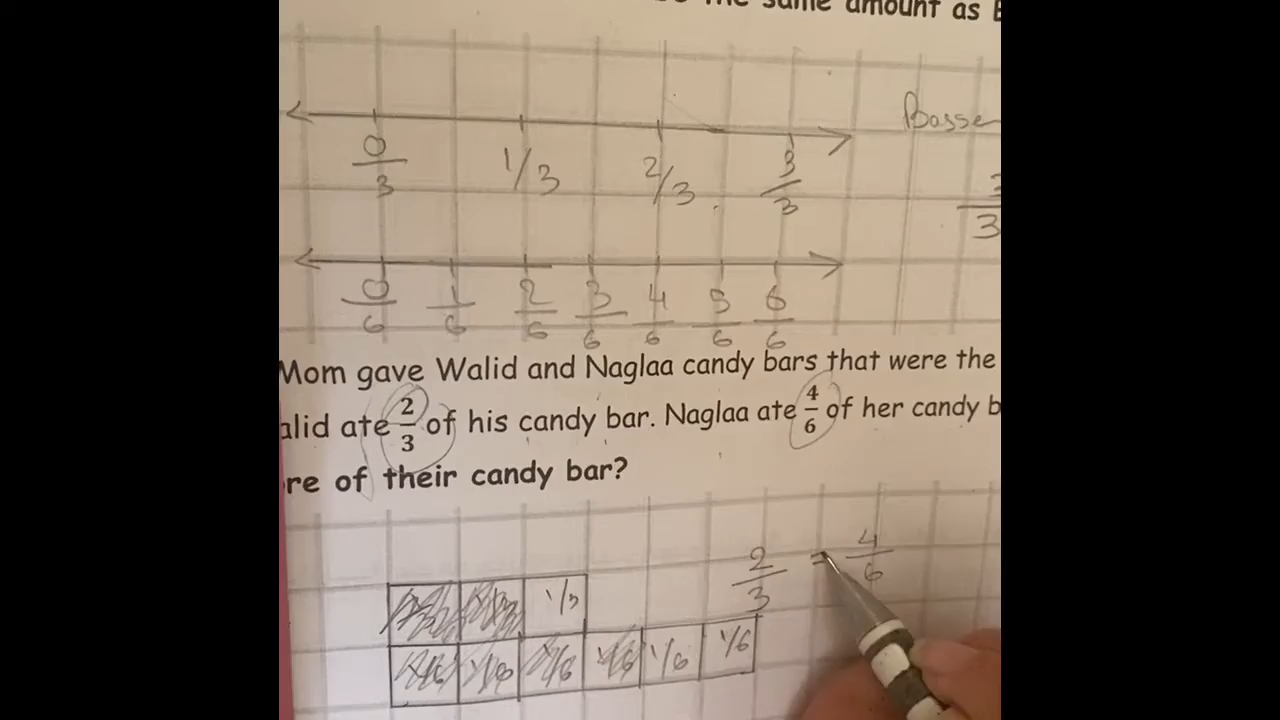 the same amount as
Basse
0/3 1/3 2/3 3/3
3
0/6 1/6 2/6 3/6 4/6 5/6 6/6
Mom gave Walid and Naglaa candy bars that were the
alid ate 2/3 of his candy bar. Naglaa ate 4/6 of her candy b
re of their candy bar?
2/3 = 4/6
1/3
1/6 1/6 1/6 1/6 1/6 1/6